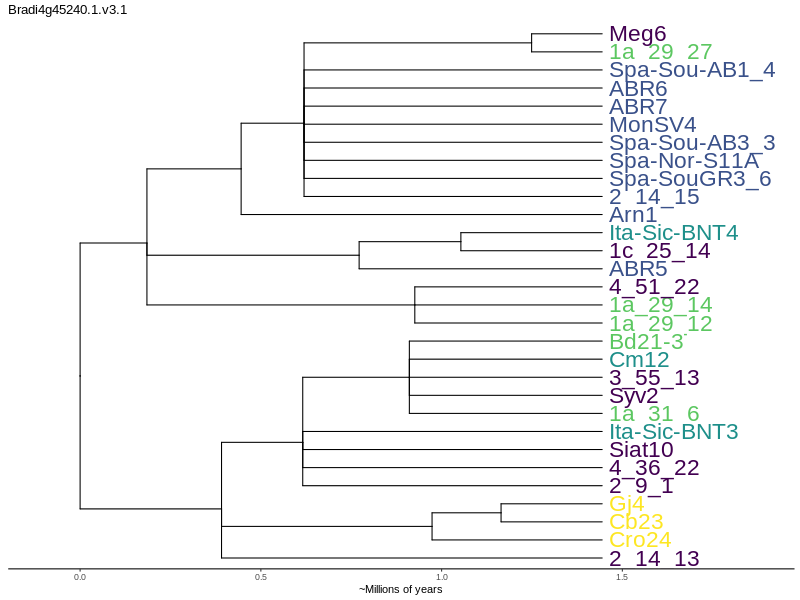 Bradi4g45240.1.v3.1
Meg6
1a_29_27
Spa-Sou-AB1_4
ABR6
ABR7
MonSV4
Spa-Sou-AB3_3
Spa-Nor-S11A
Spa-SouGR3_6
2_14_15
Arn1
Ita-Sic-BNT4
1c_25_14
ABR5
4_51_22
1a_29_14
1a_29_12
Bd21-3
Cm12
3_55_13
Syv2
1a_31_6
Ita-Sic-BNT3
Siat10
4_36_22
2_9_1
Gj4
Cb23
Cro24
2_14_13
0.0 0.5 1.0 1.5
~Millions of years